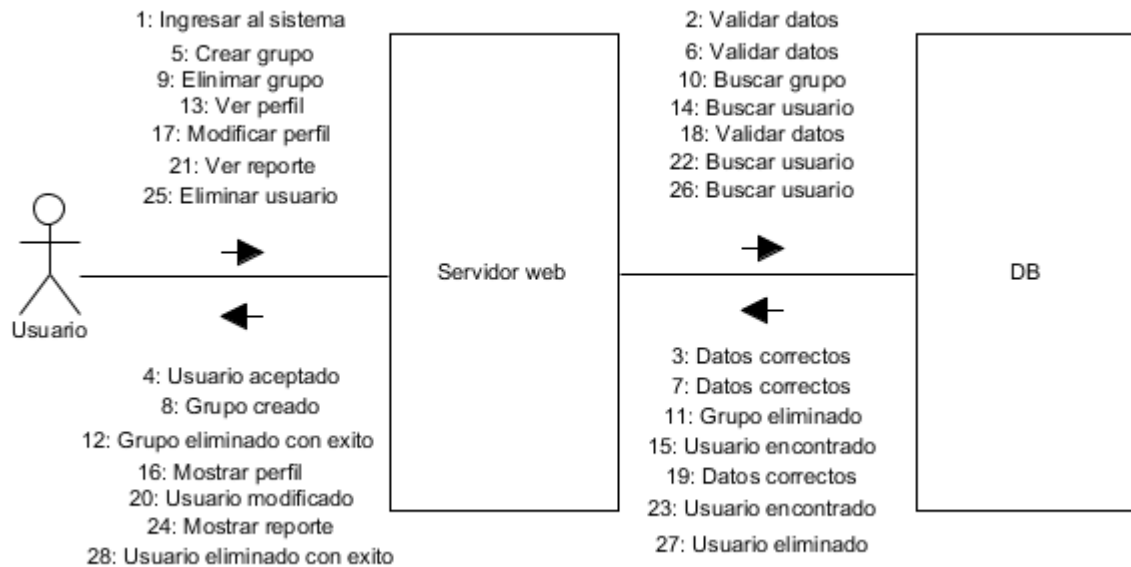 1: Ingresar al sistema
5: Crear grupo
9: Elinimar grupo
13: Ver perfil
17: Modificar perfil
21: Ver reporte
25: Eliminar usuario
2: Validar datos
6: Validar datos
10: Buscar grupo
14: Buscar usuario
18: Validar datos
22: Buscar usuario
26: Buscar usuario
Usuario
Servidor web
DB
4: Usuario aceptado
8: Grupo creado
12: Grupo eliminado con exito
16: Mostrar perfil
20: Usuario modificado
24: Mostrar reporte
28: Usuario eliminado con exito
3: Datos correctos
7: Datos correctos
11: Grupo eliminado
15: Usuario encontrado
19: Datos correctos
23: Usuario encontrado
27: Usuario eliminado